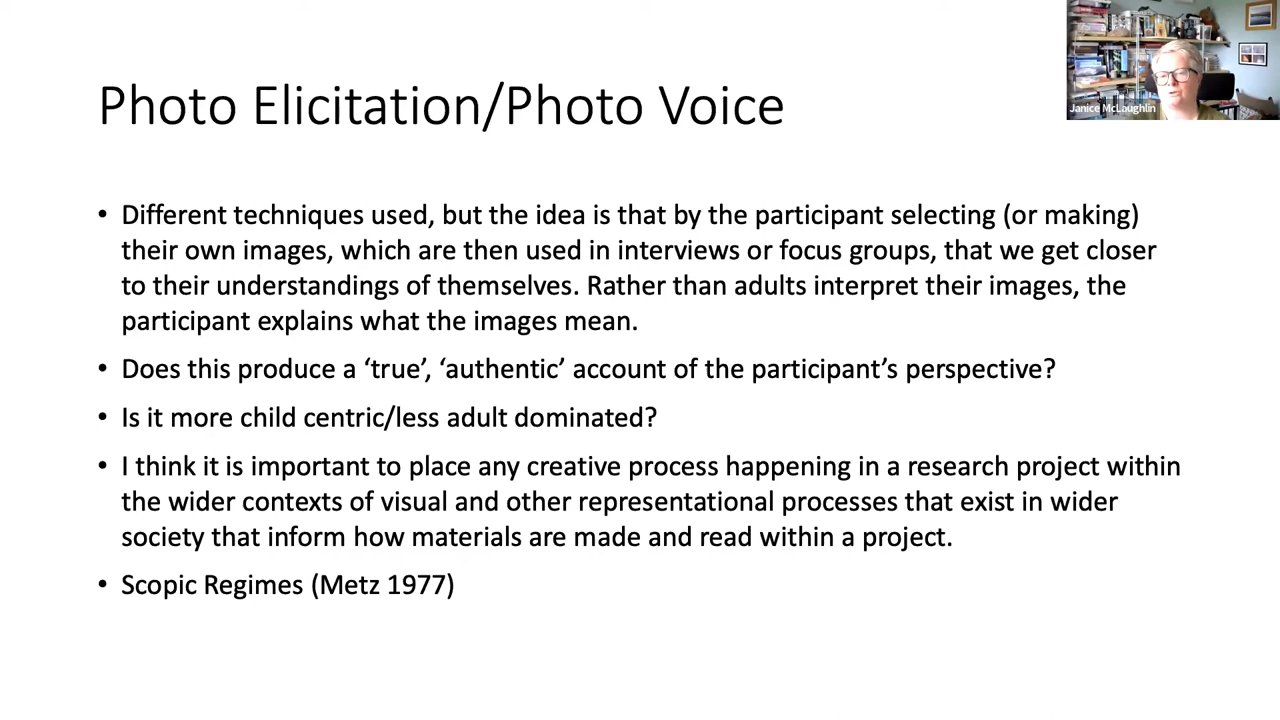 Photo Elicitation/Photo Voice
Janice McLaughlin
• Different techniques used, but the idea is that by the participant selecting (or making)
their own images, which are then used in interviews or focus groups, that we get closer
to their understandings of themselves. Rather than adults interpret their images, the
participant explains what the images mean.
• Does this produce a ‘true’, ‘authentic’ account of the participant’s perspective?
• Is it more child centric/less adult dominated?
• I think it is important to place any creative process happening in a research project within
the wider contexts of visual and other representational processes that exist in wider
society that inform how materials are made and read within a project.
• Scopic Regimes (Metz 1977)